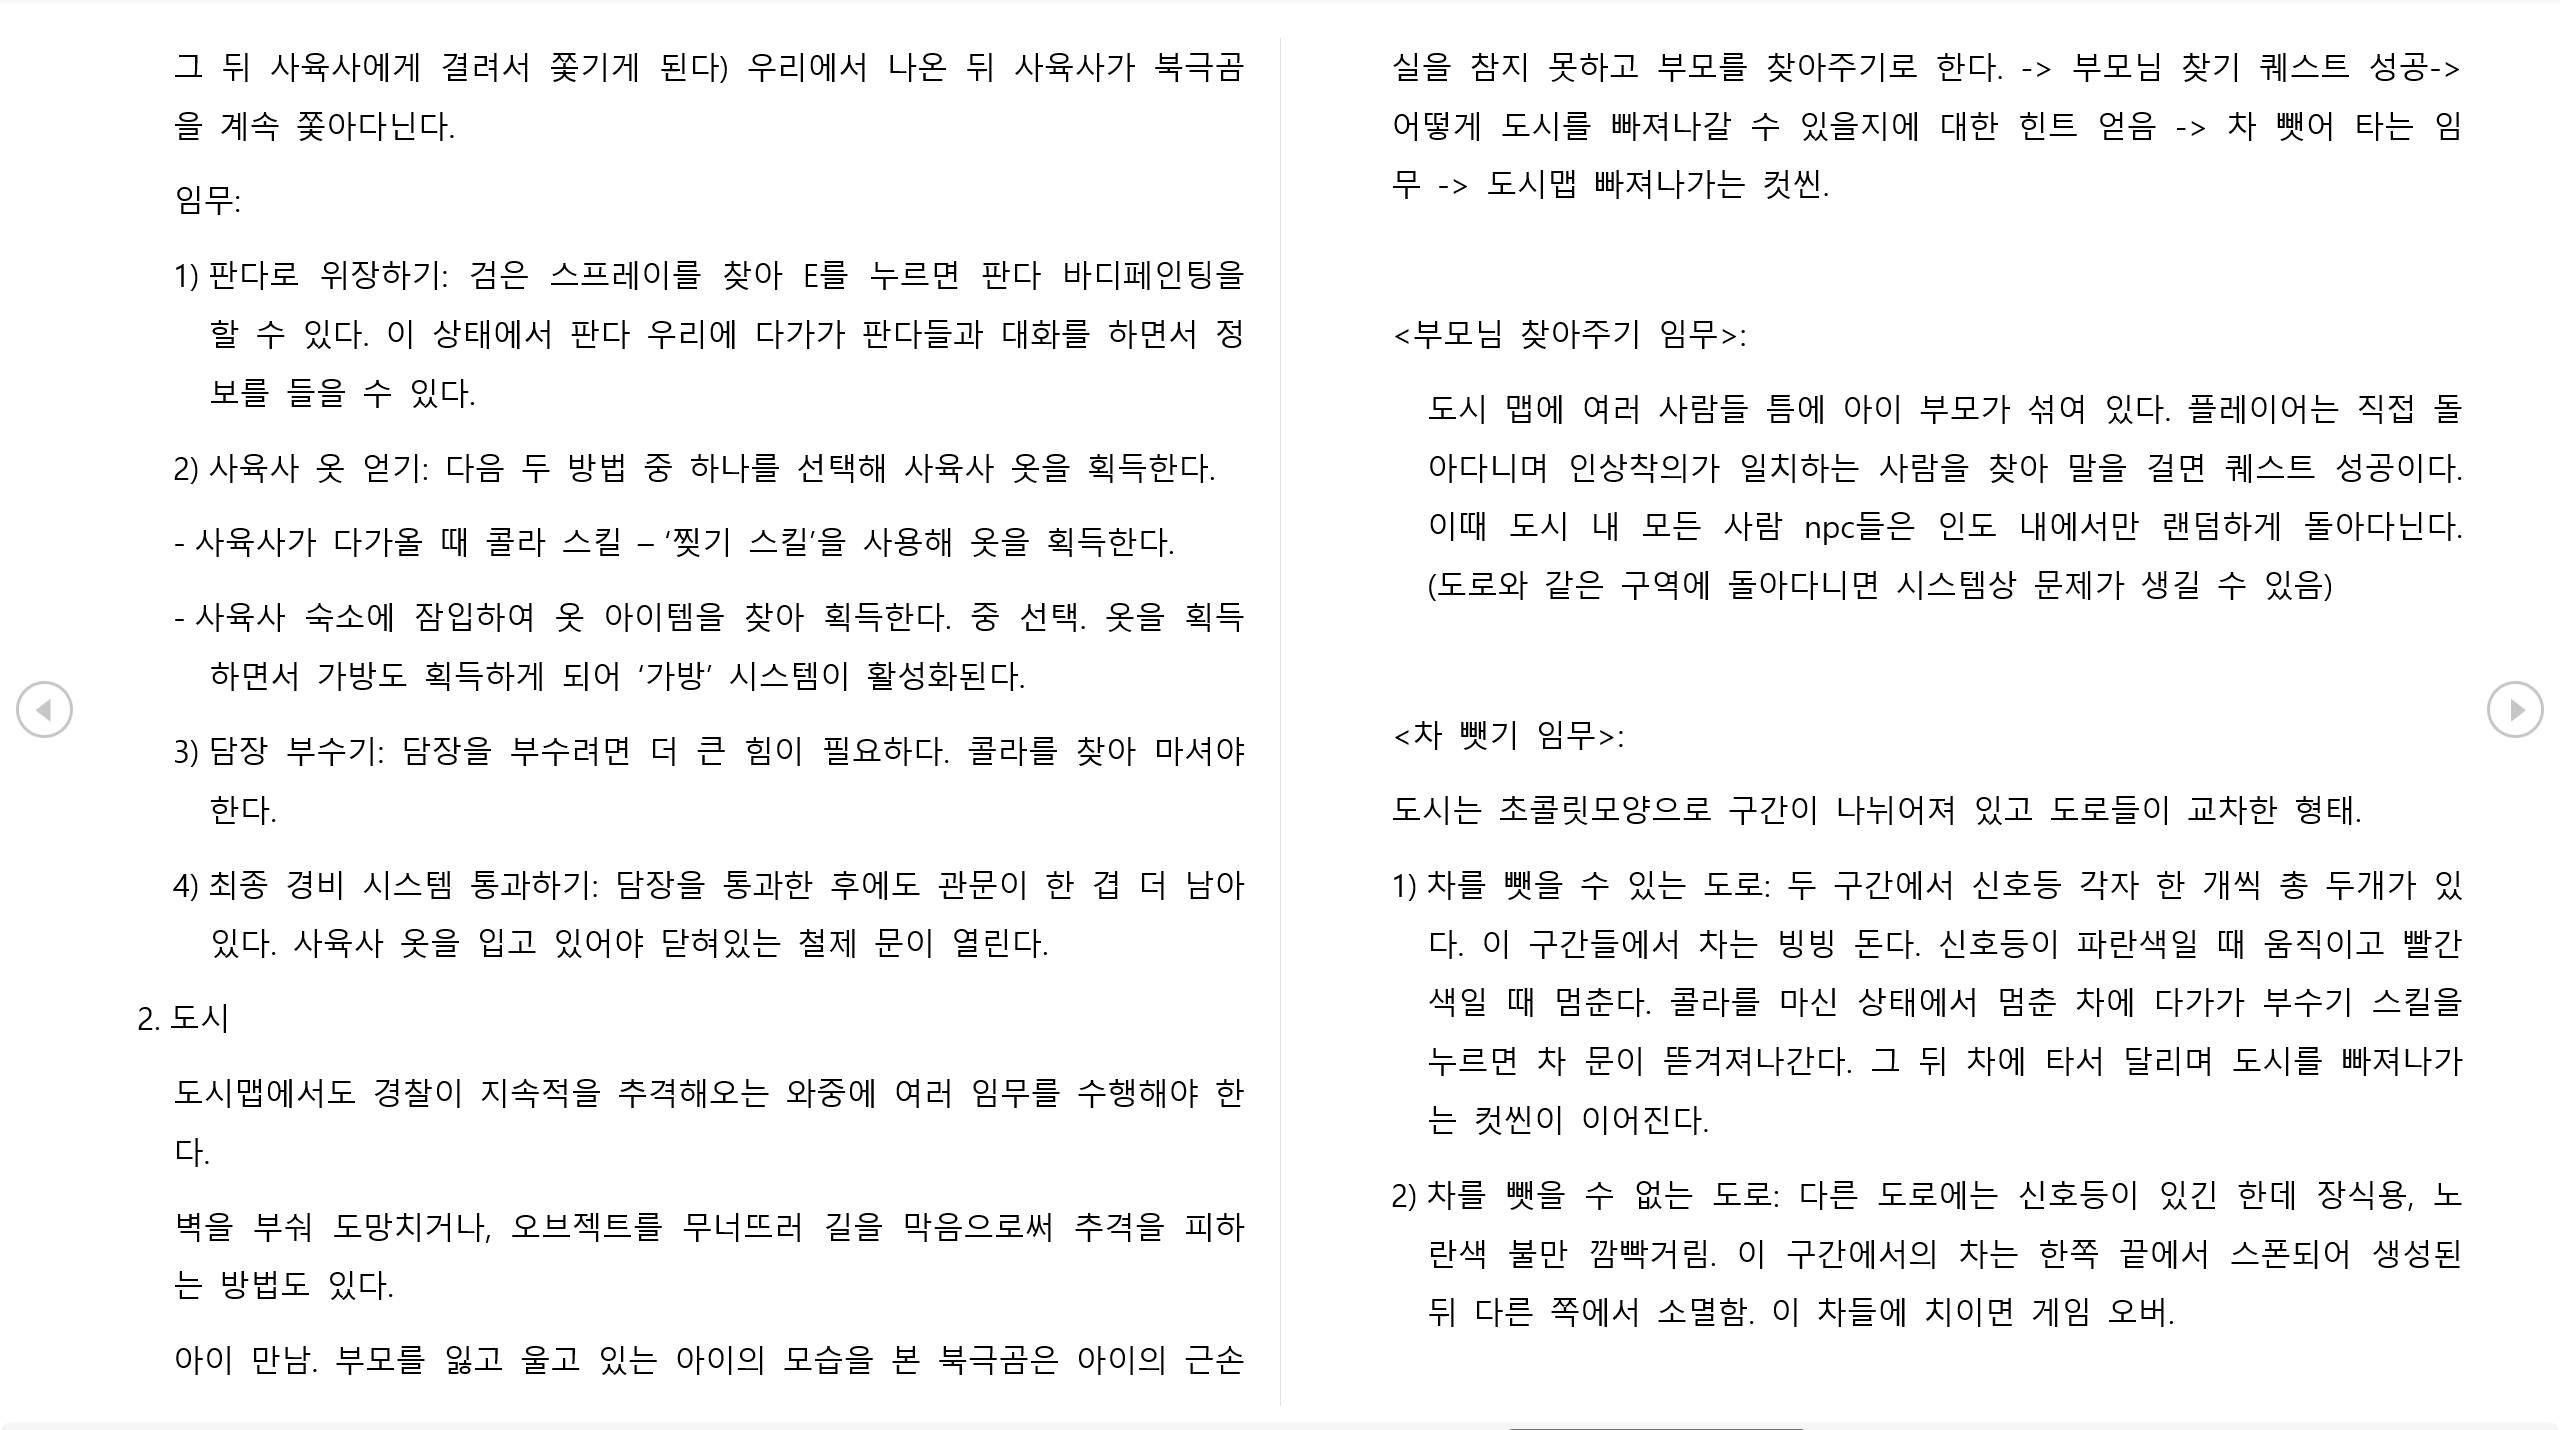 그 뒤 사육사에게 결려서 쫓기게 된다) 우리에서 나온 뒤 사육사가 북극곰
을 계속 쫓아다닌다.
임무:
1) 판다로 위장하기: 검은 스프레이를 찾아 E를 누르면 판다 바디페인팅을
할 수 있다. 이 상태에서 판다 우리에 다가가 판다들과 대화를 하면서 정
보를 들을 수 있다.
2) 사육사 옷 얻기: 다음 두 방법 중 하나를 선택해 사육사 옷을 획득한다.
- 사육사가 다가올 때 콜라 스킬 – ‘찢기 스킬’을 사용해 옷을 획득한다.
- 사육사 숙소에 잠입하여 옷 아이템을 찾아 획득한다. 중 선택. 옷을 획득
하면서 가방도 획득하게 되어 ‘가방’ 시스템이 활성화된다.
3) 담장 부수기: 담장을 부수려면 더 큰 힘이 필요하다. 콜라를 찾아 마셔야
한다.
4) 최종 경비 시스템 통과하기: 담장을 통과한 후에도 관문이 한 겹 더 남아
있다. 사육사 옷을 입고 있어야 닫혀있는 철제 문이 열린다.
2. 도시
도시맵에서도 경찰이 지속적을 추격해오는 와중에 여러 임무를 수행해야 한
다.
벽을 부숴 도망치거나, 오브젝트를 무너뜨러 길을 막음으로써 추격을 피하
는 방법도 있다.
아이 만남. 부모를 잃고 울고 있는 아이의 모습을 본 북극곰은 아이의 근손
실을 참지 못하고 부모를 찾아주기로 한다. -> 부모님 찾기 퀘스트 성공->
어떻게 도시를 빠져나갈 수 있을지에 대한 힌트 얻음 -> 차 뺏어 타는 임
무 -> 도시맵 빠져나가는 컷씬.
<부모님 찾아주기 임무>:
도시 맵에 여러 사람들 틈에 아이 부모가 섞여 있다. 플레이어는 직접 돌
아다니며 인상착의가 일치하는 사람을 찾아 말을 걸면 퀘스트 성공이다.
이때 도시 내 모든 사람 npc들은 인도 내에서만 랜덤하게 돌아다닌다.
(도로와 같은 구역에 돌아다니면 시스템상 문제가 생길 수 있음)
<차 뺏기 임무>:
도시는 초콜릿모양으로 구간이 나뉘어져 있고 도로들이 교차한 형태.
1) 차를 뺏을 수 있는 도로: 두 구간에서 신호등 각자 한 개씩 총 두개가 있
다. 이 구간들에서 차는 빙빙 돈다. 신호등이 파란색일 때 움직이고 빨간
색일 때 멈춘다. 콜라를 마신 상태에서 멈춘 차에 다가가 부수기 스킬을
누르면 차 문이 뜯겨져나간다. 그 뒤 차에 타서 달리며 도시를 빠져나가
는 컷씬이 이어진다.
2) 차를 뺏을 수 없는 도로: 다른 도로에는 신호등이 있긴 한데 장식용, 노
란색 불만 깜빡거림. 이 구간에서의 차는 한쪽 끝에서 스폰되어 생성된
뒤 다른 쪽에서 소멸함. 이 차들에 치이면 게임 오버.